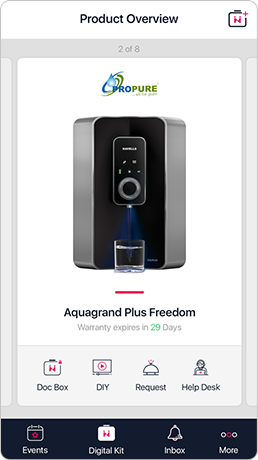 Product Overview
2 of 8
PROPURE
HAVELLS
Aquagrand Plus Freedom
Warranty expires in 29 Days
Doc Box
DIY
Request
Help Desk
Events
Digital Kit
Inbox
More